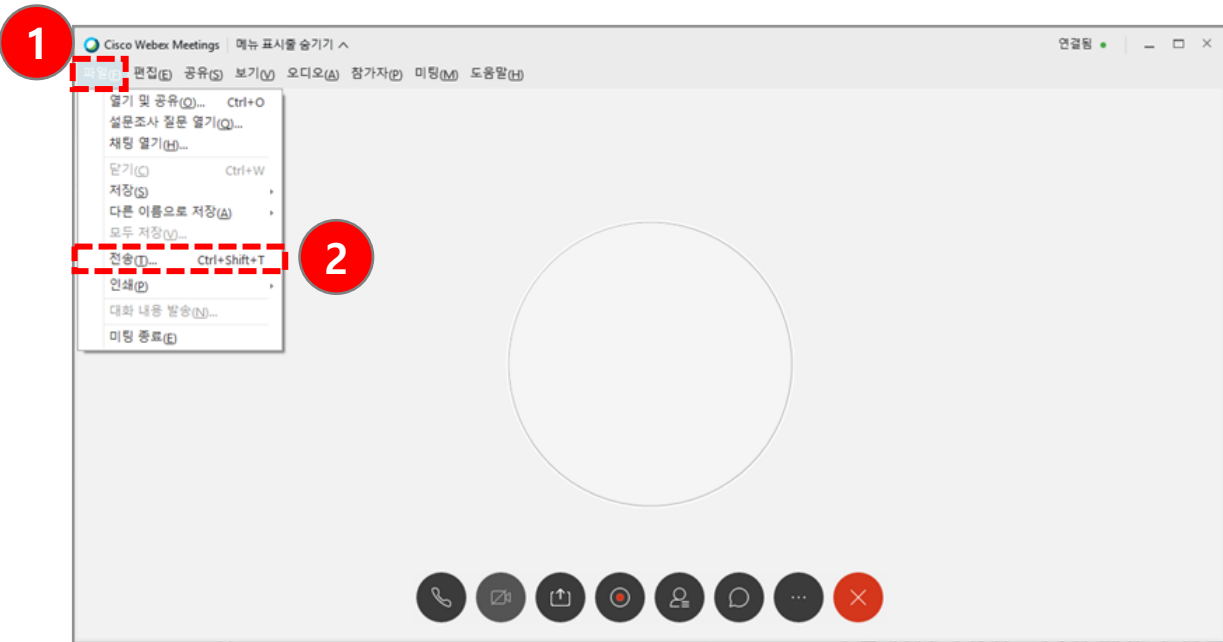 1
Cisco Webex Meetings 메뉴 표시줄 숨기기
연결됨
파일(F) 편집(E) 공유(S) 보기(V) 오디오(A) 참가자(P) 미팅(M) 도움말(H)
열기 및 공유(O)... Ctrl+O
설문조사 질문 열기(Q)...
채팅 열기(H)...
닫기(C) Ctrl+W
저장(S)
다른 이름으로 저장(A)
모두 저장(V)...
전송(T)... Ctrl+Shift+T
2
인쇄(P)
대화 내용 발송(N)...
미팅 종료(E)